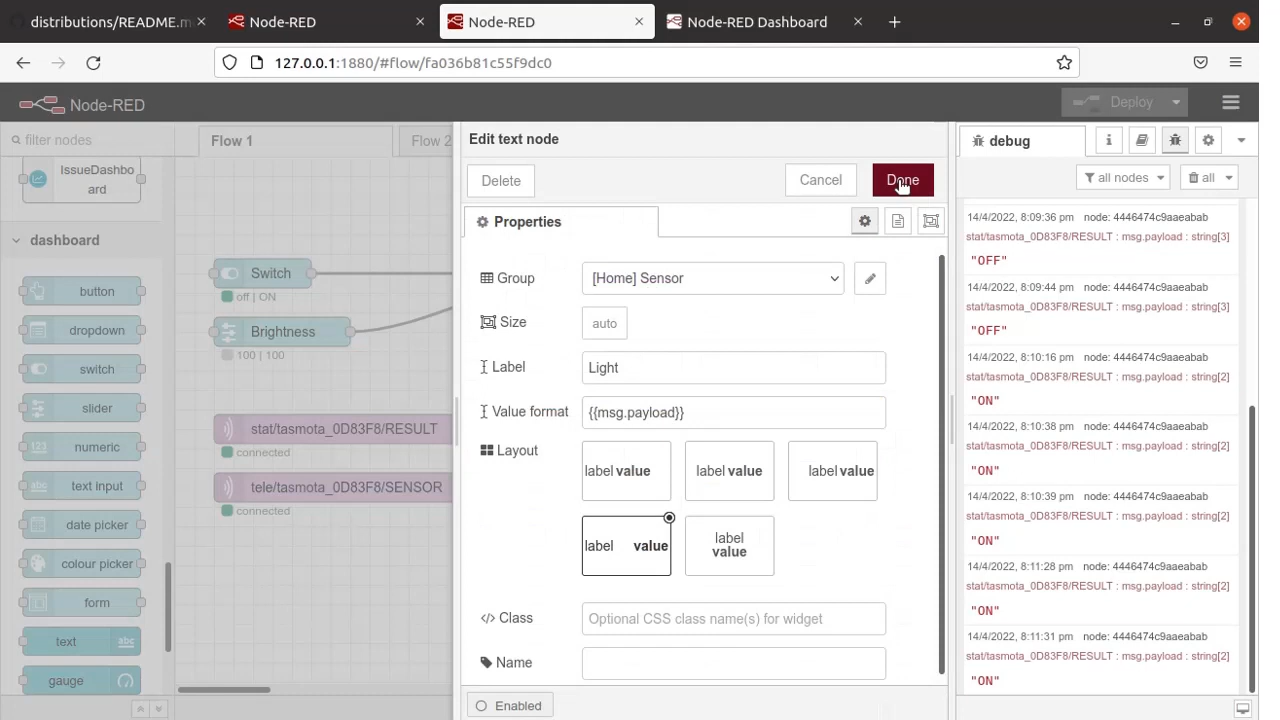 distributions/README.m
Node-RED
Node-RED
Node-RED Dashboard
127.0.0.1:1880/#flow/fa036b81c55f9dc0
Node-RED
Deploy
filter nodes
Flow 1
Flow 2
IssueDashbo
ard
dashboard
button
dropdown
switch
slider
numeric
text input
date picker
colour picker
form
text
gauge
Switch
off | ON
Brightness
100 | 100
stat/tasmota_0D83F8/RESULT
connected
tele/tasmota_0D83F8/SENSOR
connected
Edit text node
Delete
Cancel
Done
Properties
Group
[Home] Sensor
Size
auto
Label
Light
Value format
{{msg.payload}}
Layout
label value
label value
label value
label value
label
value
</> Class
Optional CSS class name(s) for widget
Name
Enabled
debug
all nodes
all
14/4/2022, 8:09:36 pm node: 4446474c9aaeabab
stat/tasmota_0D83F8/RESULT : msg.payload : string[3]
"OFF"
14/4/2022, 8:09:44 pm node: 4446474c9aaeabab
stat/tasmota_0D83F8/RESULT : msg.payload : string[3]
"OFF"
14/4/2022, 8:10:16 pm node: 4446474c9aaeabab
stat/tasmota_0D83F8/RESULT : msg.payload : string[2]
"ON"
14/4/2022, 8:10:38 pm node: 4446474c9aaeabab
stat/tasmota_0D83F8/RESULT : msg.payload : string[2]
"ON"
14/4/2022, 8:10:39 pm node: 4446474c9aaeabab
stat/tasmota_0D83F8/RESULT : msg.payload : string[2]
"ON"
14/4/2022, 8:11:28 pm node: 4446474c9aaeabab
stat/tasmota_0D83F8/RESULT : msg.payload : string[2]
"ON"
14/4/2022, 8:11:31 pm node: 4446474c9aaeabab
stat/tasmota_0D83F8/RESULT : msg.payload : string[2]
"ON"